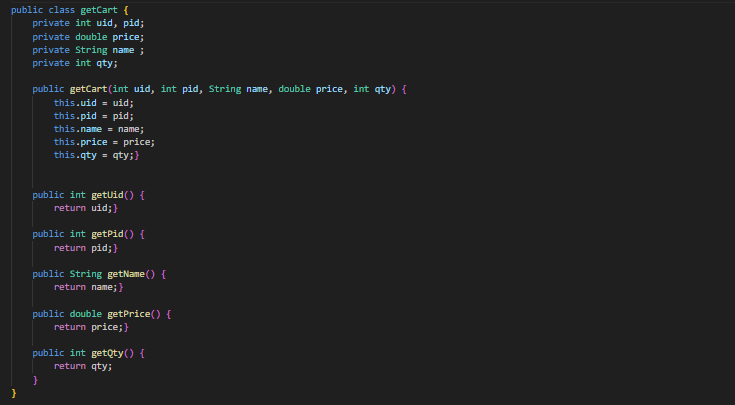 public class getCart {
    private int uid, pid;
    private double price;
    private String name ;
    private int qty;

    public getCart(int uid, int pid, String name, double price, int qty) {
        this.uid = uid;
        this.pid = pid;
        this.name = name;
        this.price = price;
        this.qty = qty;}


    public int getUid() {
        return uid;}

    public int getPid() {
        return pid;}

    public String getName() {
        return name;}

    public double getPrice() {
        return price;}

    public int getQty() {
        return qty;
    }
}